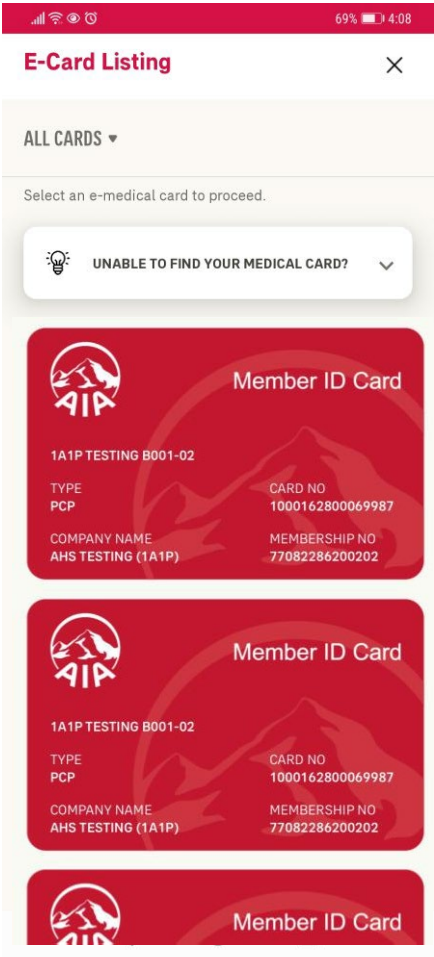 69% 4:08
E-Card Listing
ALL CARDS
Select an e-medical card to proceed.
UNABLE TO FIND YOUR MEDICAL CARD?
AIA
Member ID Card
1A1P TESTING B001-02
TYPE CARD NO
PCP 1000162800069987
COMPANY NAME MEMBERSHIP NO
AHS TESTING (1A1P) 77082286200202
AIA
Member ID Card
1A1P TESTING B001-02
TYPE CARD NO
PCP 1000162800069987
COMPANY NAME MEMBERSHIP NO
AHS TESTING (1A1P) 77082286200202
Member ID Card
AIA